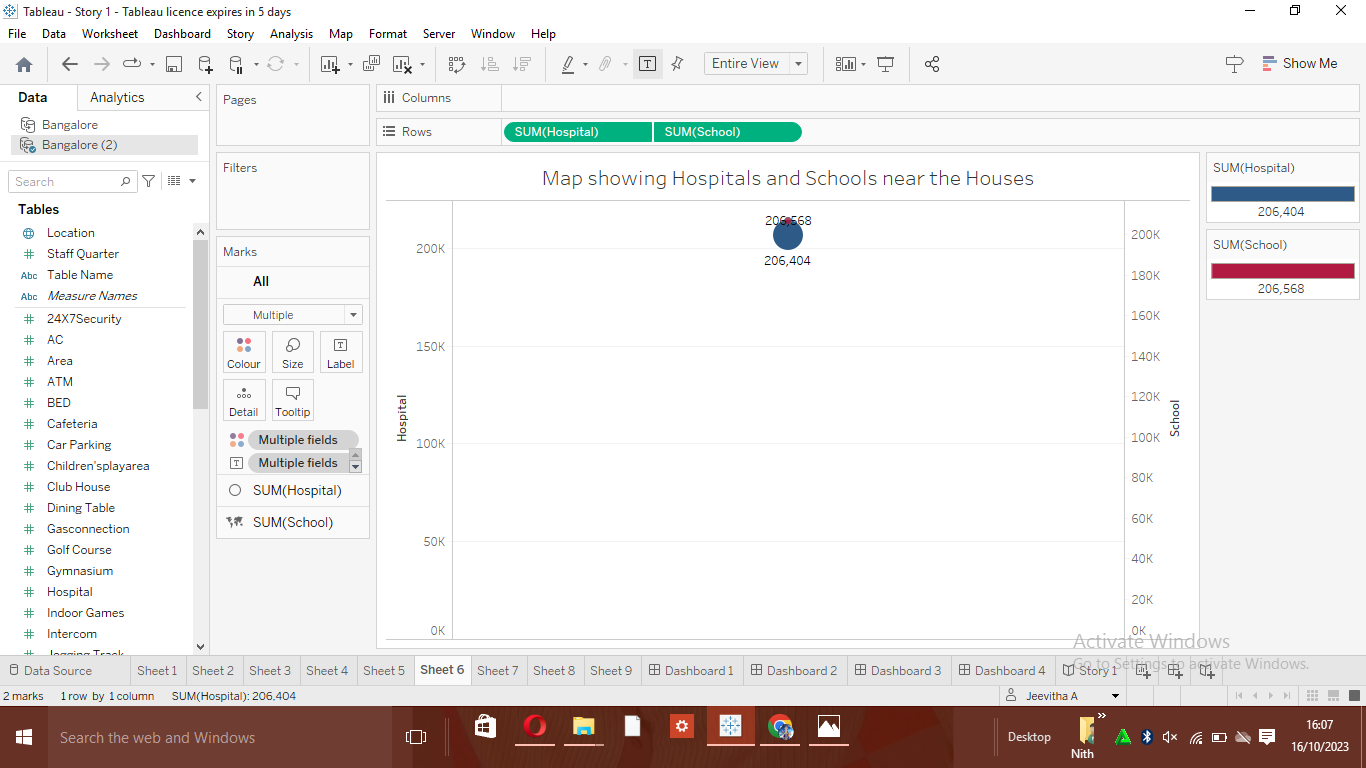 Tableau - Story 1 - Tableau licence expires in 5 days
File Data Worksheet Dashboard Story Analysis Map Format Server Window Help
Entire View
Show Me
Data Analytics
Bangalore
Bangalore (2)
Search
Tables
Location
Staff Quarter
Abc Table Name
Abc Measure Names
24X7Security
AC
Area
ATM
BED
Cafeteria
Car Parking
Children'splayarea
Club House
Dining Table
Gasconnection
Golf Course
Gymnasium
Hospital
Indoor Games
Intercom
Jogging Track
Pages
Filters
Marks
All
Multiple
Colour Size Label
Detail Tooltip
Multiple fields
Multiple fields
SUM(Hospital)
SUM(School)
Columns
Rows SUM(Hospital) SUM(School)
Map showing Hospitals and Schools near the Houses
206,568
206,404
Hospital
200K
150K
100K
50K
0K
200K
180K
160K
140K
120K
100K
80K
60K
40K
20K
0K
School
SUM(Hospital)
206,404
SUM(School)
206,568
Activate Windows
Go to Settings to activate Windows.
Data Source Sheet 1 Sheet 2 Sheet 3 Sheet 4 Sheet 5 Sheet 6 Sheet 7 Sheet 8 Sheet 9 Dashboard 1 Dashboard 2 Dashboard 3 Dashboard 4 Story 1
2 marks 1 row by 1 column SUM(Hospital): 206,404 Jeevitha A
Search the web and Windows
Desktop
Nith
16:07
16/10/2023